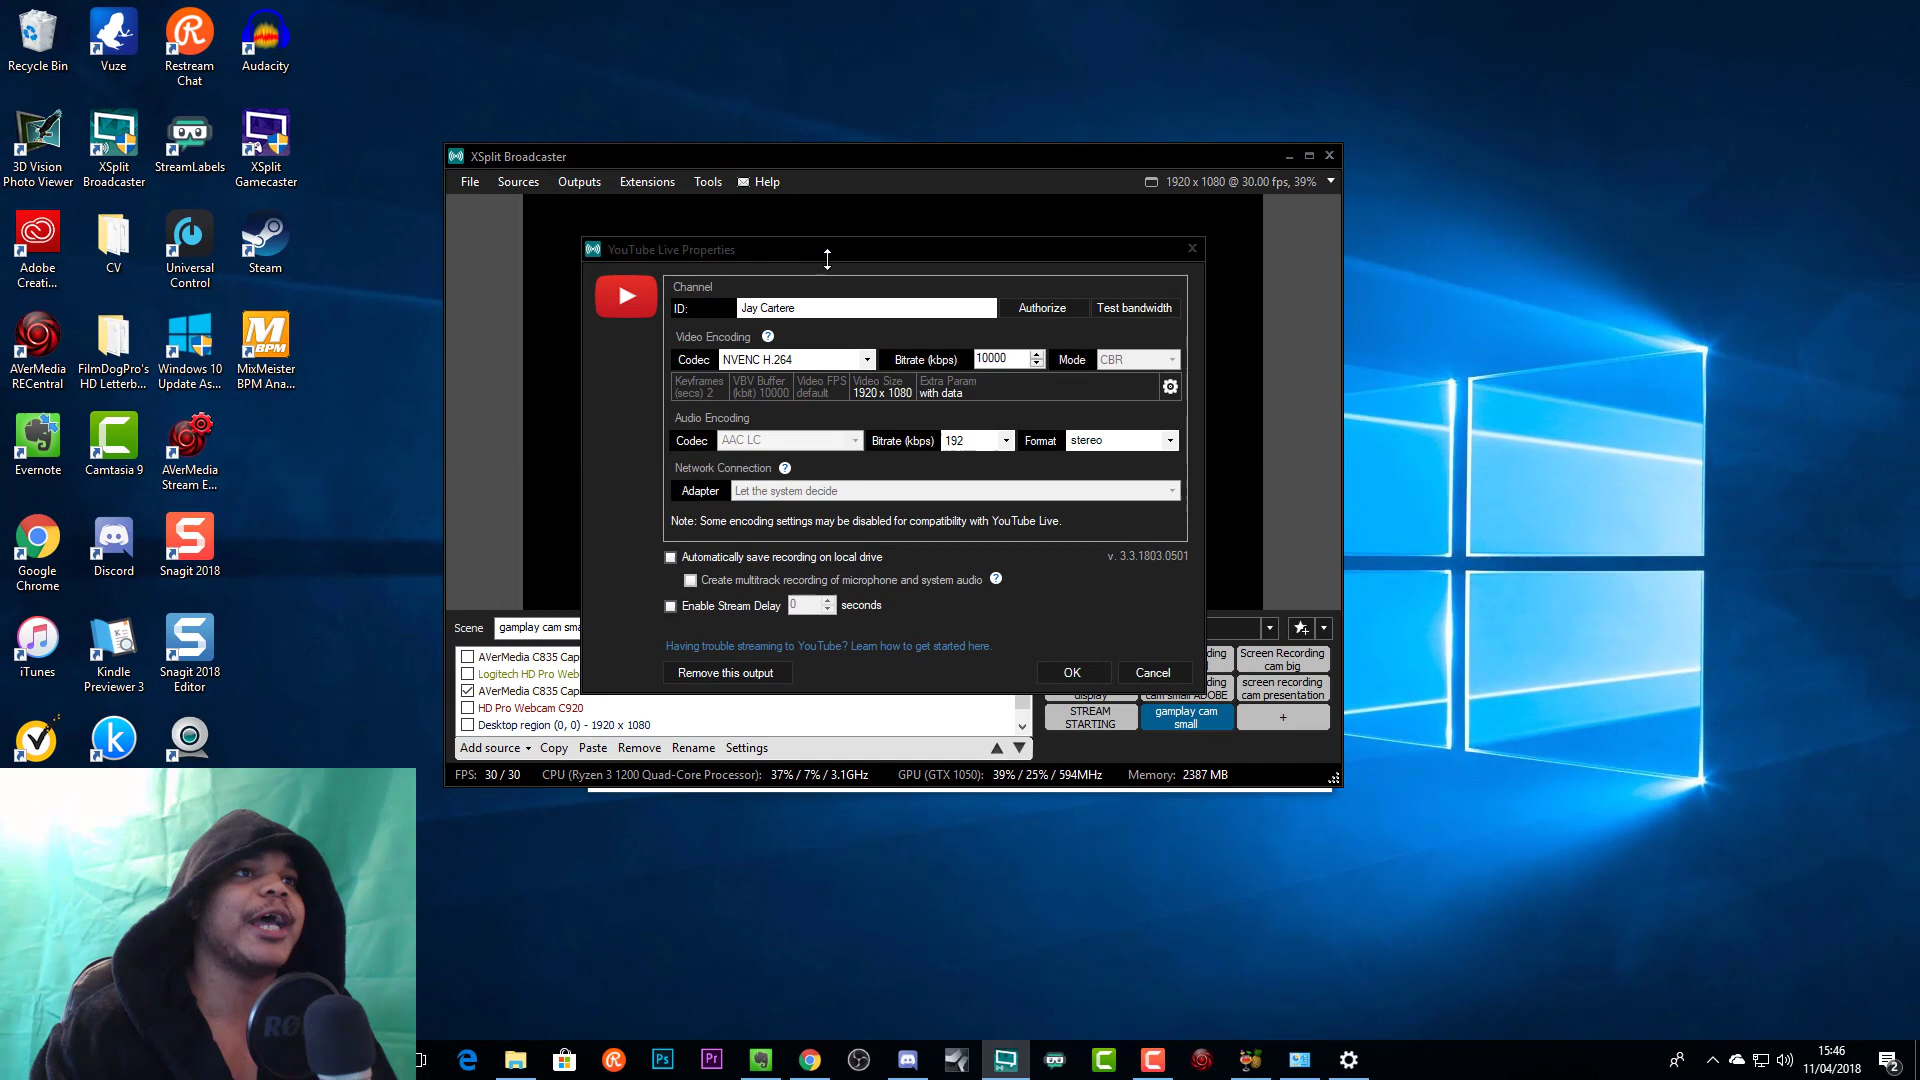 Recycle Bin
Vuze
Restream
Chat
Audacity
3D Vision
Photo Viewer
XSplit
Broadcaster
StreamLabels
XSplit
Gamecaster
Adobe
Creati...
CV
Universal
Control
Steam
AVerMedia
RECentral
FilmDogPro's
HD Letterb...
Windows 10
Update As...
MixMeister
BPM Ana...
Evernote
Camtasia 9
AVerMedia
Stream E...
Google
Chrome
Discord
Snagit 2018
iTunes
Kindle
Previewer 3
Snagit 2018
Editor
XSplit Broadcaster
File Sources Outputs Extensions Tools Help
1920 x 1080 @ 30.00 fps, 39%
YouTube Live Properties
Channel
ID: Jay Cartere Authorize Test bandwidth
Video Encoding
Codec NVENC H.264 Bitrate (kbps) 10000 Mode CBR
Keyframes (secs) 2
VBV Buffer (kbit) 10000
Video FPS default
Video Size 1920 x 1080
Extra Param with data
Audio Encoding
Codec AAC LC Bitrate (kbps) 192 Format stereo
Network Connection
Adapter Let the system decide
Note: Some encoding settings may be disabled for compatibility with YouTube Live.
Automatically save recording on local drive
v. 3.3.1803.0501
Create multitrack recording of microphone and system audio
Enable Stream Delay 0 seconds
Having trouble streaming to YouTube? Learn how to get started here.
Remove this output OK Cancel
Scene gamplay cam sma
AVerMedia C835 Cap
Logitech HD Pro Web
AVerMedia C835 Cap
HD Pro Webcam C920
Desktop region (0, 0) - 1920 x 1080
Add source Copy Paste Remove Rename Settings
Screen Recording
cam big
display
cam small ADOBE
screen recording
cam presentation
STREAM
STARTING
gamplay cam
small
+
FPS: 30 / 30 CPU (Ryzen 3 1200 Quad-Core Processor): 37% / 7% / 3.1GHz GPU (GTX 1050): 39% / 25% / 594MHz Memory: 2387 MB
15:46
11/04/2018
2